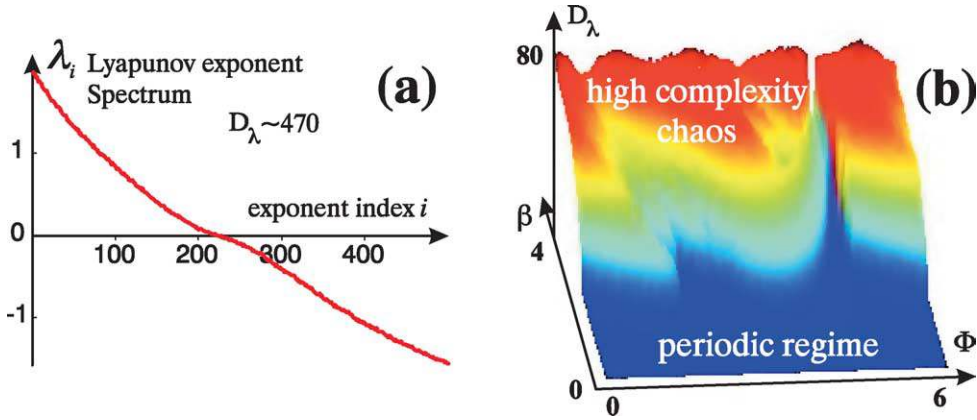 λi Lyapunov exponent
Spectrum
(a)
Dλ~470
1
exponent index i
0
100 200 300 400
-1
Dλ
80
high complexity
chaos
(b)
β
4
periodic regime
Φ
0
0
6